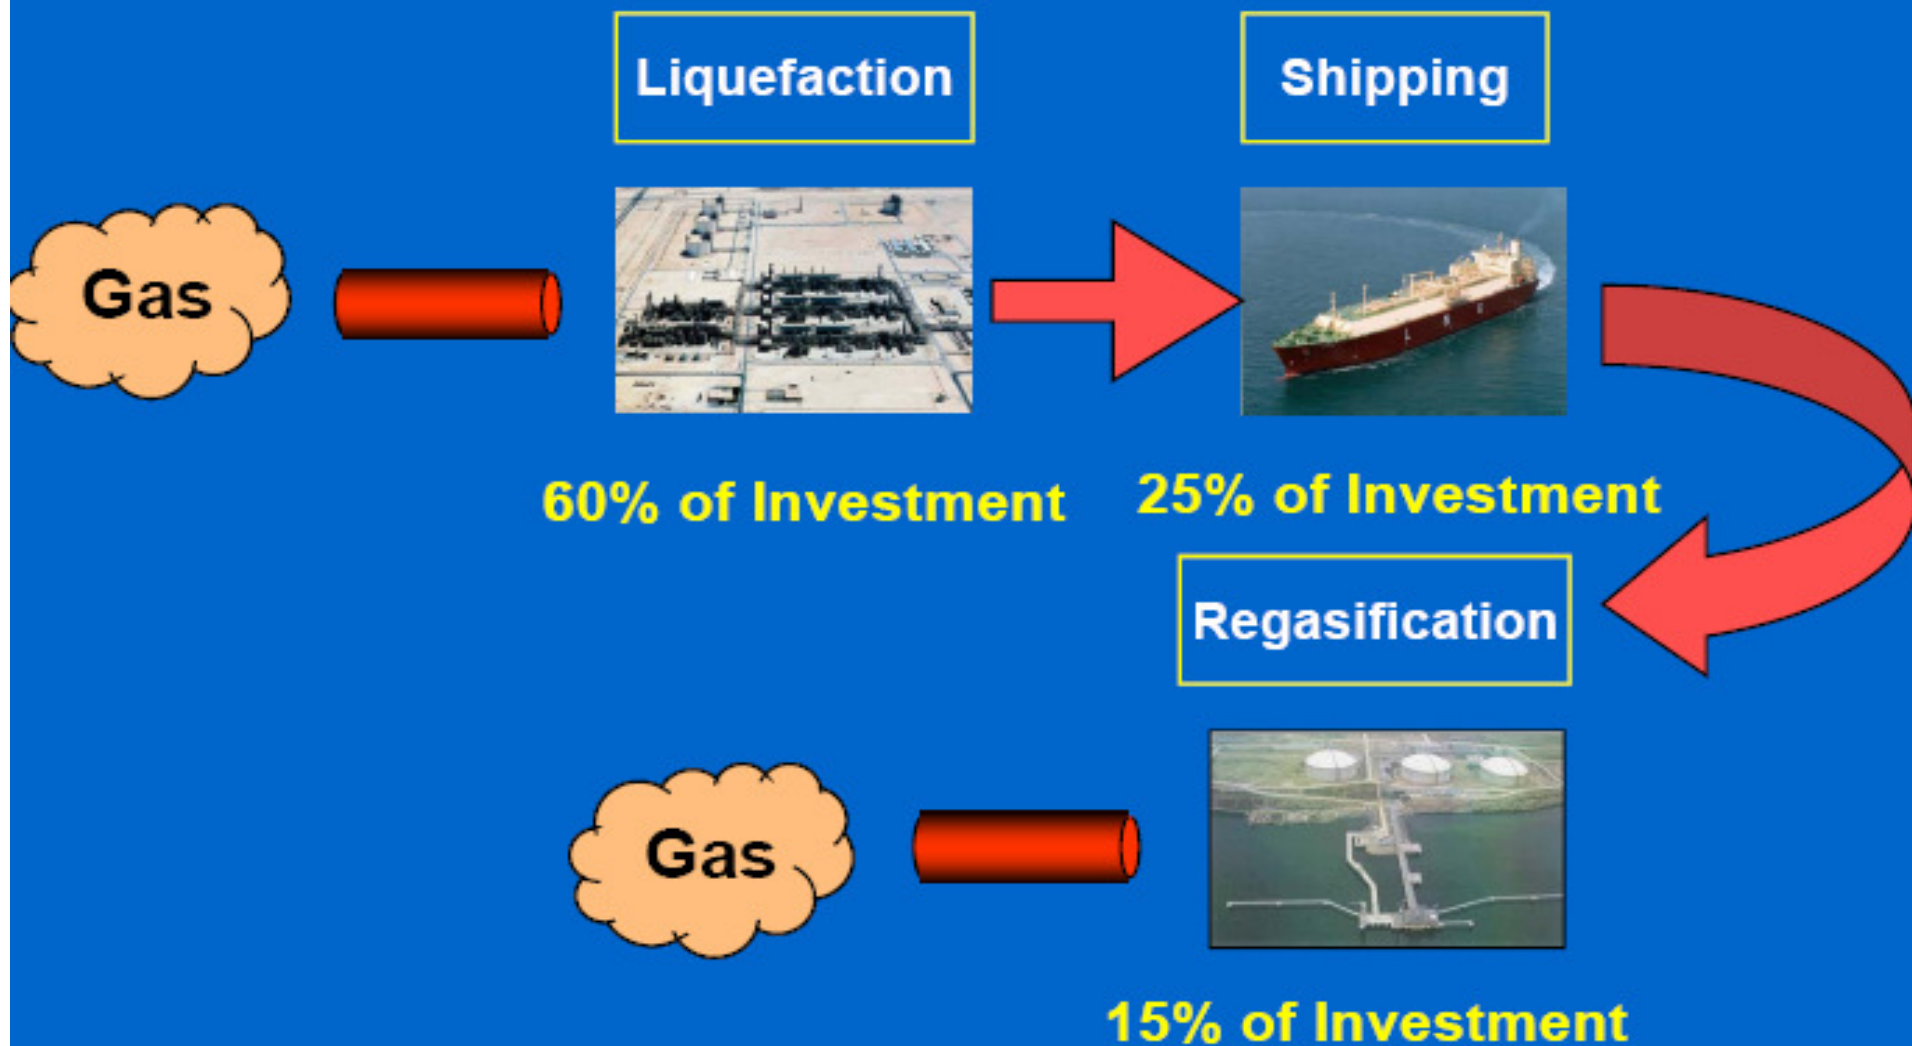 Liquefaction
Shipping
Gas
L N G
60% of Investment
25% of Investment
Regasification
Gas
15% of Investment